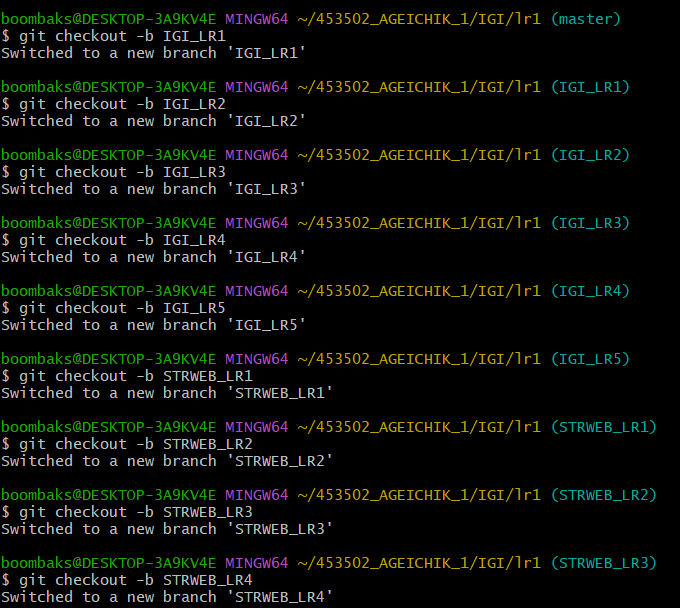 boombaks@DESKTOP-3A9KV4E MINGW64 ~/453502_AGEICHIK_1/IGI/lr1 (master)
$ git checkout -b IGI_LR1
Switched to a new branch 'IGI_LR1'
boombaks@DESKTOP-3A9KV4E MINGW64 ~/453502_AGEICHIK_1/IGI/lr1 (IGI_LR1)
$ git checkout -b IGI_LR2
Switched to a new branch 'IGI_LR2'
boombaks@DESKTOP-3A9KV4E MINGW64 ~/453502_AGEICHIK_1/IGI/lr1 (IGI_LR2)
$ git checkout -b IGI_LR3
Switched to a new branch 'IGI_LR3'
boombaks@DESKTOP-3A9KV4E MINGW64 ~/453502_AGEICHIK_1/IGI/lr1 (IGI_LR3)
$ git checkout -b IGI_LR4
Switched to a new branch 'IGI_LR4'
boombaks@DESKTOP-3A9KV4E MINGW64 ~/453502_AGEICHIK_1/IGI/lr1 (IGI_LR4)
$ git checkout -b IGI_LR5
Switched to a new branch 'IGI_LR5'
boombaks@DESKTOP-3A9KV4E MINGW64 ~/453502_AGEICHIK_1/IGI/lr1 (IGI_LR5)
$ git checkout -b STRWEB_LR1
Switched to a new branch 'STRWEB_LR1'
boombaks@DESKTOP-3A9KV4E MINGW64 ~/453502_AGEICHIK_1/IGI/lr1 (STRWEB_LR1)
$ git checkout -b STRWEB_LR2
Switched to a new branch 'STRWEB_LR2'
boombaks@DESKTOP-3A9KV4E MINGW64 ~/453502_AGEICHIK_1/IGI/lr1 (STRWEB_LR2)
$ git checkout -b STRWEB_LR3
Switched to a new branch 'STRWEB_LR3'
boombaks@DESKTOP-3A9KV4E MINGW64 ~/453502_AGEICHIK_1/IGI/lr1 (STRWEB_LR3)
$ git checkout -b STRWEB_LR4
Switched to a new branch 'STRWEB_LR4'